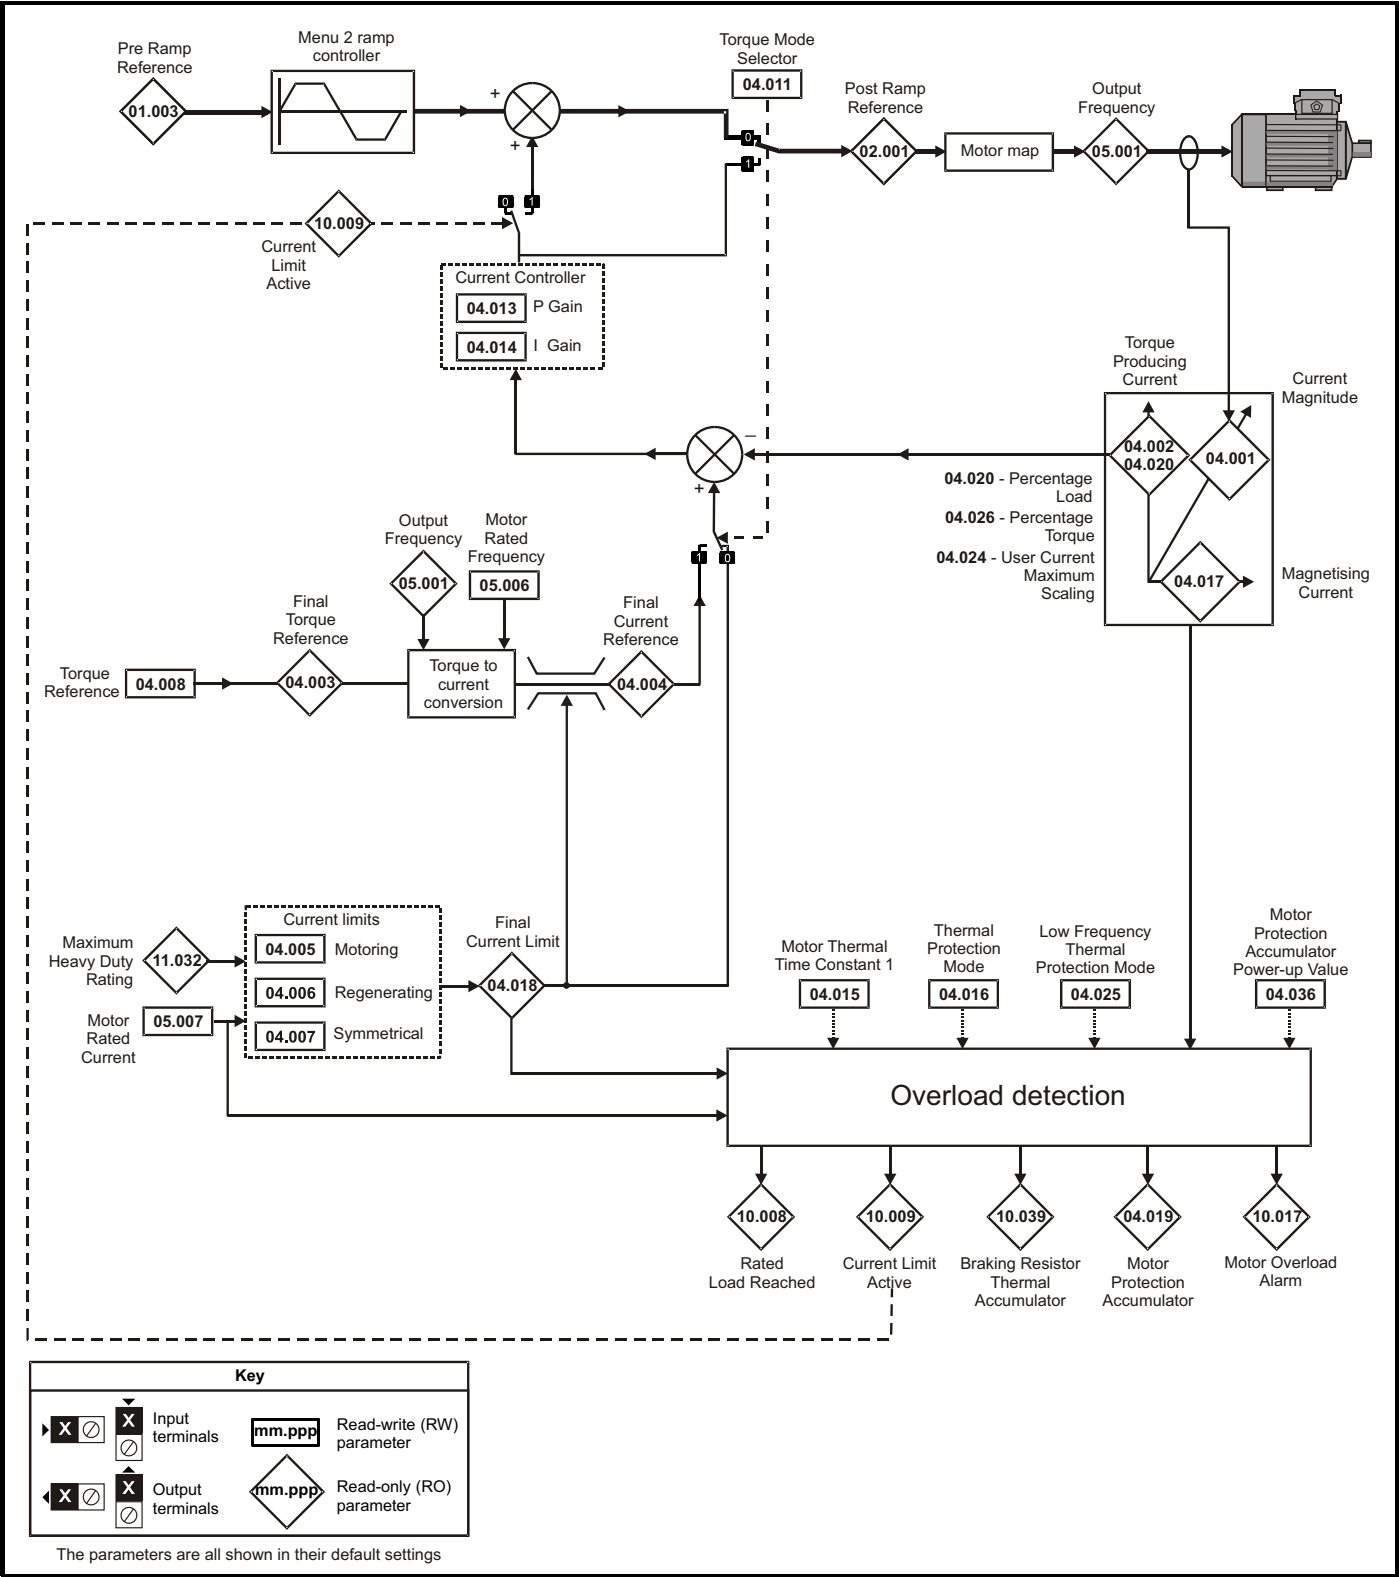 Pre Ramp
Reference
01.003
Menu 2 ramp
controller
+
+
Torque Mode
Selector
04.011
0
1
Post Ramp
Reference
02.001
Motor map
Output
Frequency
05.001
0
1
10.009
Current
Limit
Active
Current Controller
04.013 P Gain
04.014 I Gain
Torque
Producing
Current
Current
Magnitude
04.002
04.020
04.001
04.017
Magnetising
Current
–
+
04.020 - Percentage
Load
04.026 - Percentage
Torque
04.024 - User Current
Maximum
Scaling
1
0
Output
Frequency
05.001
Motor
Rated
Frequency
05.006
Final
Torque
Reference
Final
Current
Reference
Torque
Reference
04.008
04.003
Torque to
current
conversion
04.004
Maximum
Heavy Duty
Rating
11.032
Motor
Rated
Current
05.007
Current limits
04.005 Motoring
04.006 Regenerating
04.007 Symmetrical
Final
Current Limit
04.018
Motor Thermal
Time Constant 1
04.015
Thermal
Protection
Mode
04.016
Low Frequency
Thermal
Protection Mode
04.025
Motor
Protection
Accumulator
Power-up Value
04.036
Overload detection
10.008
Rated
Load Reached
10.009
Current Limit
Active
10.039
Braking Resistor
Thermal
Accumulator
04.019
Motor
Protection
Accumulator
10.017
Motor Overload
Alarm
Key
X
X
Input
terminals
mm.ppp
Read-write (RW)
parameter
X
X
Output
terminals
mm.ppp
Read-only (RO)
parameter
The parameters are all shown in their default settings